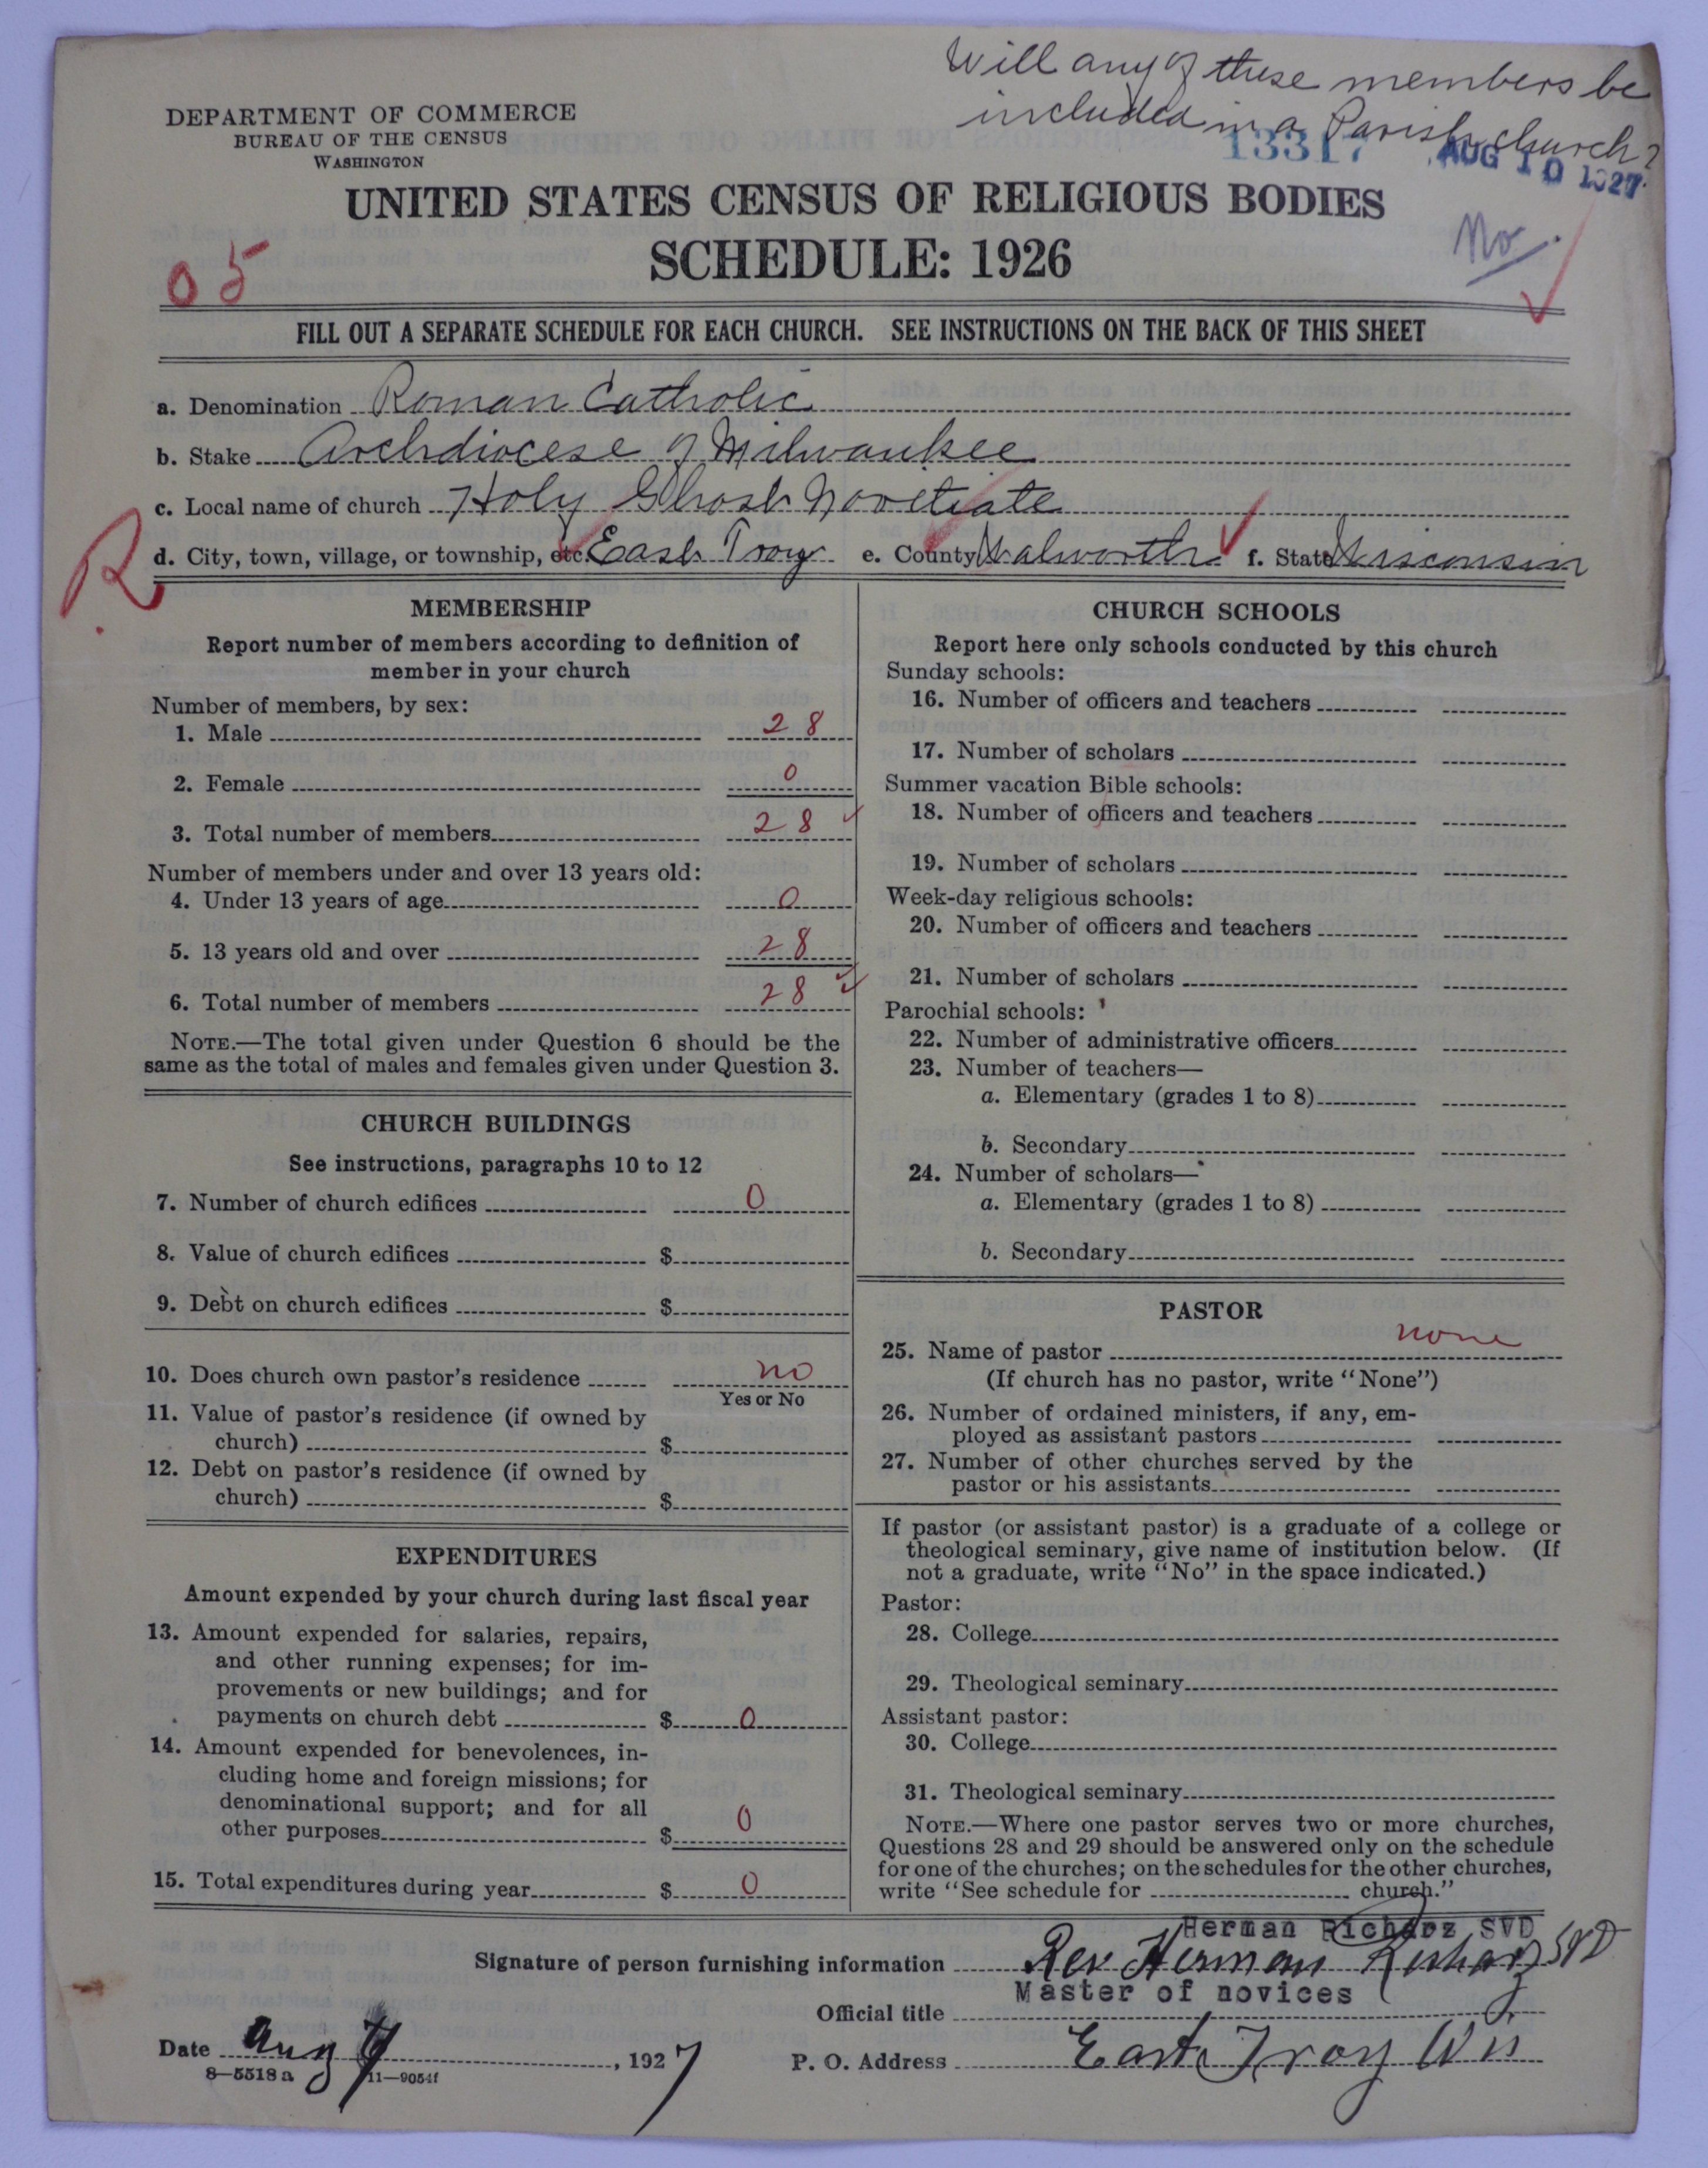 Will any of these members be
included in a Parish church?
13317 AUG 10 1927
No.
DEPARTMENT OF COMMERCE
BUREAU OF THE CENSUS
WASHINGTON
UNITED STATES CENSUS OF RELIGIOUS BODIES
SCHEDULE: 1926
05
FILL OUT A SEPARATE SCHEDULE FOR EACH CHURCH. SEE INSTRUCTIONS ON THE BACK OF THIS SHEET
a. Denomination Roman Catholic
b. Stake Archdiocese of Milwaukee
c. Local name of church Holy Ghost Novitiate
d. City, town, village, or township, etc. East Troy e. County Walworth f. State Wisconsin
R.
MEMBERSHIP
Report number of members according to definition of
member in your church
Number of members, by sex:
1. Male 28
2. Female 0
3. Total number of members 28
Number of members under and over 13 years old:
4. Under 13 years of age 0
5. 13 years old and over 28
6. Total number of members 28
NOTE.—The total given under Question 6 should be the
same as the total of males and females given under Question 3.
CHURCH BUILDINGS
See instructions, paragraphs 10 to 12
7. Number of church edifices 0
8. Value of church edifices $
9. Debt on church edifices $
10. Does church own pastor's residence no
Yes or No
11. Value of pastor's residence (if owned by
church) $
12. Debt on pastor's residence (if owned by
church) $
EXPENDITURES
Amount expended by your church during last fiscal year
13. Amount expended for salaries, repairs,
and other running expenses; for im-
provements or new buildings; and for
payments on church debt $ 0
14. Amount expended for benevolences, in-
cluding home and foreign missions; for
denominational support; and for all
other purposes $ 0
15. Total expenditures during year $ 0
CHURCH SCHOOLS
Report here only schools conducted by this church
Sunday schools:
16. Number of officers and teachers
17. Number of scholars
Summer vacation Bible schools:
18. Number of officers and teachers
19. Number of scholars
Week-day religious schools:
20. Number of officers and teachers
21. Number of scholars
Parochial schools:
22. Number of administrative officers
23. Number of teachers—
a. Elementary (grades 1 to 8)
b. Secondary
24. Number of scholars—
a. Elementary (grades 1 to 8)
b. Secondary
PASTOR
25. Name of pastor none
(If church has no pastor, write "None")
26. Number of ordained ministers, if any, em-
ployed as assistant pastors
27. Number of other churches served by the
pastor or his assistants
If pastor (or assistant pastor) is a graduate of a college or
theological seminary, give name of institution below. (If
not a graduate, write "No" in the space indicated.)
Pastor:
28. College
29. Theological seminary
Assistant pastor:
30. College
31. Theological seminary
NOTE.—Where one pastor serves two or more churches,
Questions 28 and 29 should be answered only on the schedule
for one of the churches; on the schedules for the other churches,
write "See schedule for church."
Herman Richarz SVD
Signature of person furnishing information Rev Herman Richarz SVD
Master of novices
Official title
Date Aug 9, 1927 P. O. Address East Troy Wis
8—5518 a 11—9054f